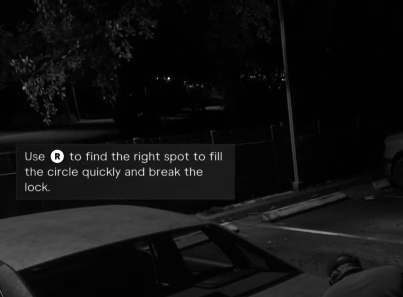 Use R to find the right spot to fill
the circle quickly and break the
lock.